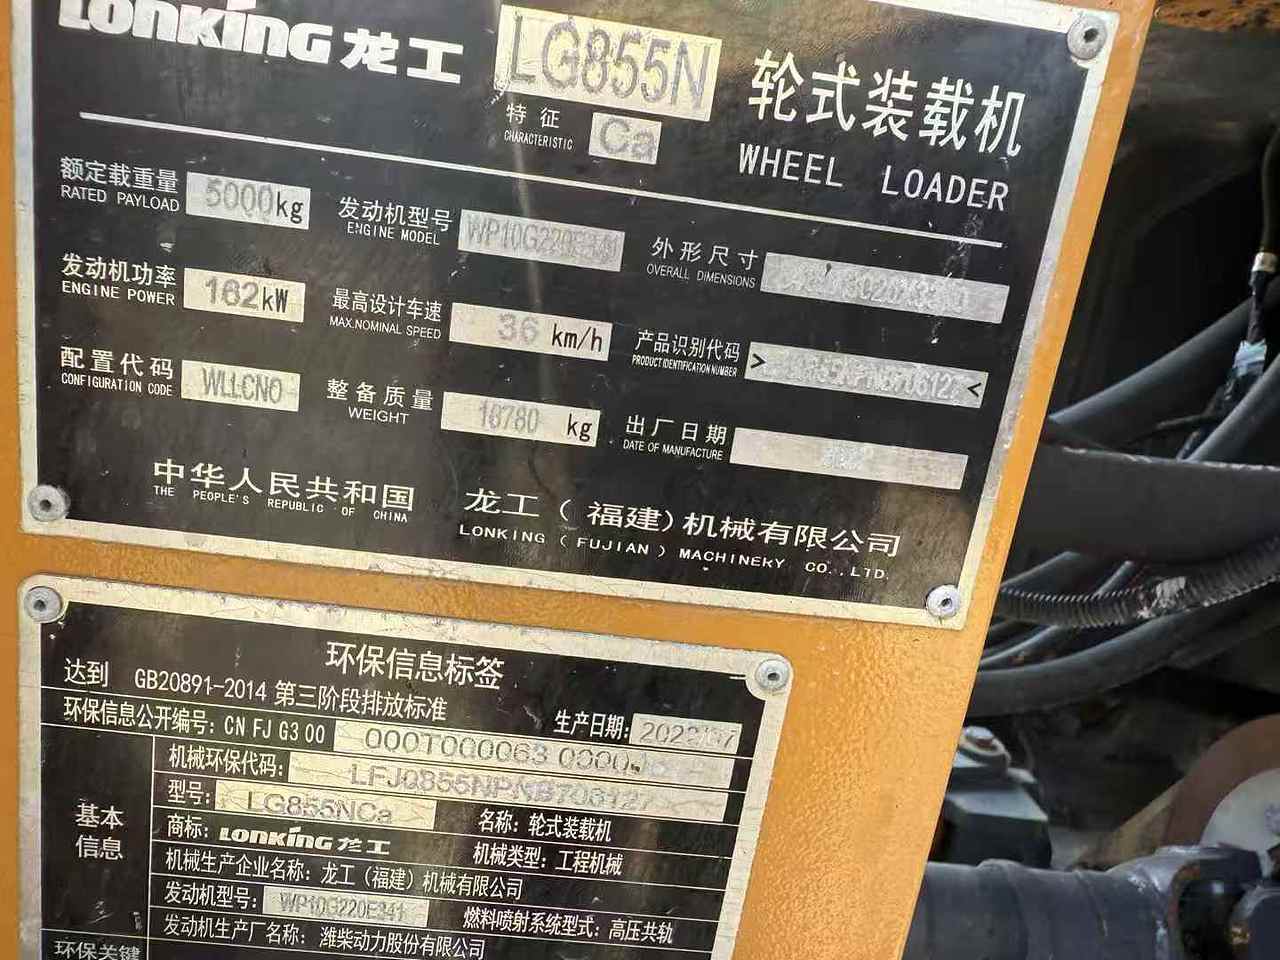 LONKING 龙工 LG855N 轮式装载机
特征 CHARACTERISTIC Ca WHEEL LOADER
额定载重量 RATED PAYLOAD 5000kg 发动机型号 ENGINE MODEL WP10G220E341 外形尺寸 OVERALL DIMENSIONS
发动机功率 ENGINE POWER 162kW 最高设计车速 MAX.NOMINAL SPEED 36 km/h 产品识别代码 PRODUCT IDENTIFICATION NUMBER > <
配置代码 CONFIGURATION CODE WLLCNO 整备质量 WEIGHT 16780 kg 出厂日期 DATE OF MANUFACTURE
中华人民共和国 龙工（福建）机械有限公司
THE PEOPLE'S REPUBLIC OF CHINA LONKING (FUJIAN) MACHINERY CO.,LTD.
环保信息标签
达到 GB20891-2014 第三阶段排放标准
环保信息公开编号: CN FJ G3 00 000T000063 生产日期: 2022/07
机械环保代码: LFJ0855NPNB706127
基本信息
型号: LG855NCa 名称: 轮式装载机
商标: LONKING 龙工 机械类型: 工程机械
机械生产企业名称: 龙工（福建）机械有限公司
发动机型号: WP10G220E341 燃料喷射系统型式: 高压共轨
发动机生产厂名称: 潍柴动力股份有限公司
环保关键